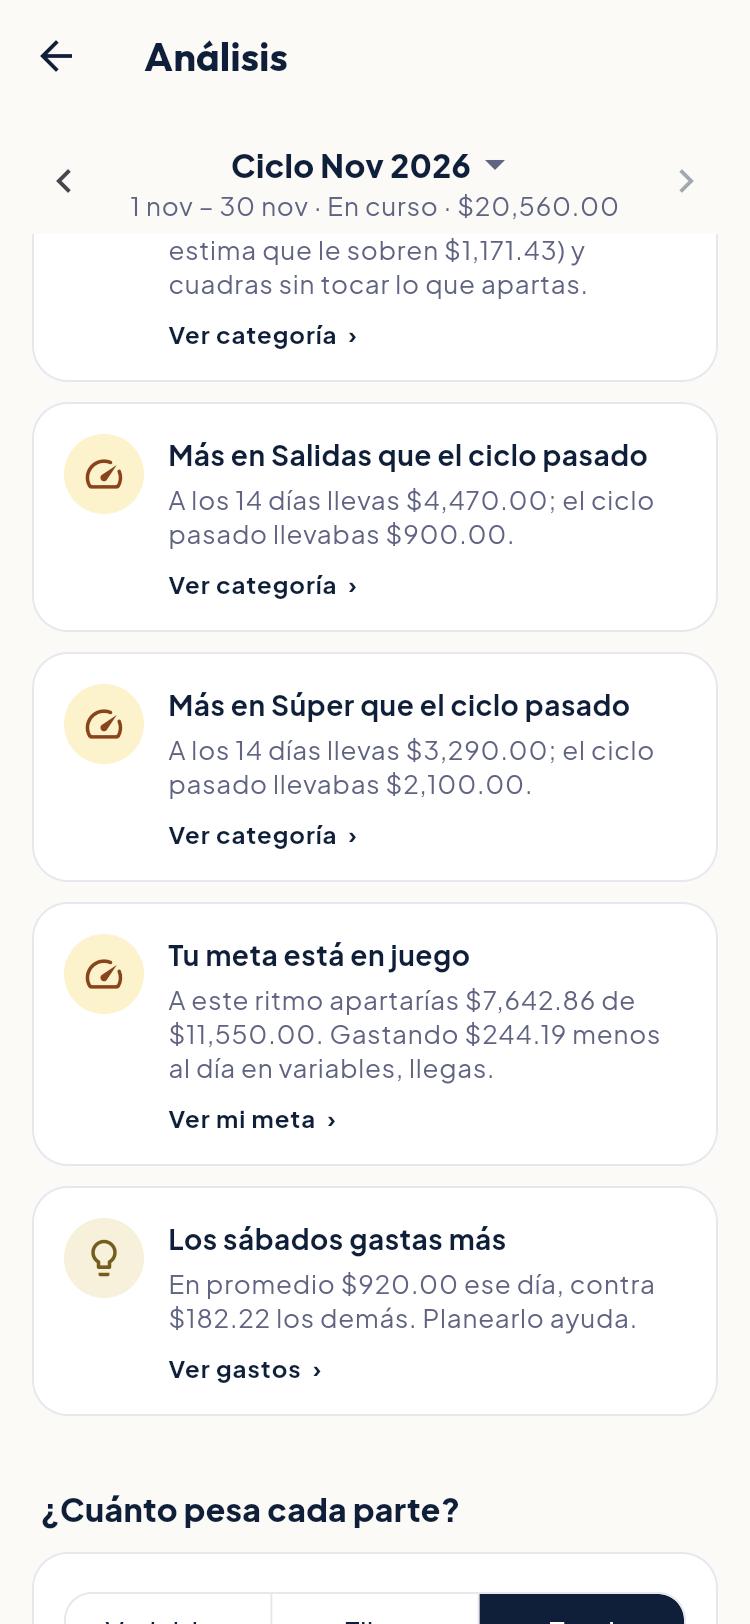 Análisis
Ciclo Nov 2026
1 nov – 30 nov · En curso · $20,560.00
estima que le sobren $1,171.43) y
cuadras sin tocar lo que apartas.
Ver categoría ›
Más en Salidas que el ciclo pasado
A los 14 días llevas $4,470.00; el ciclo
pasado llevabas $900.00.
Ver categoría ›
Más en Súper que el ciclo pasado
A los 14 días llevas $3,290.00; el ciclo
pasado llevabas $2,100.00.
Ver categoría ›
Tu meta está en juego
A este ritmo apartarías $7,642.86 de
$11,550.00. Gastando $244.19 menos
al día en variables, llegas.
Ver mi meta ›
Los sábados gastas más
En promedio $920.00 ese día, contra
$182.22 los demás. Planearlo ayuda.
Ver gastos ›
¿Cuánto pesa cada parte?